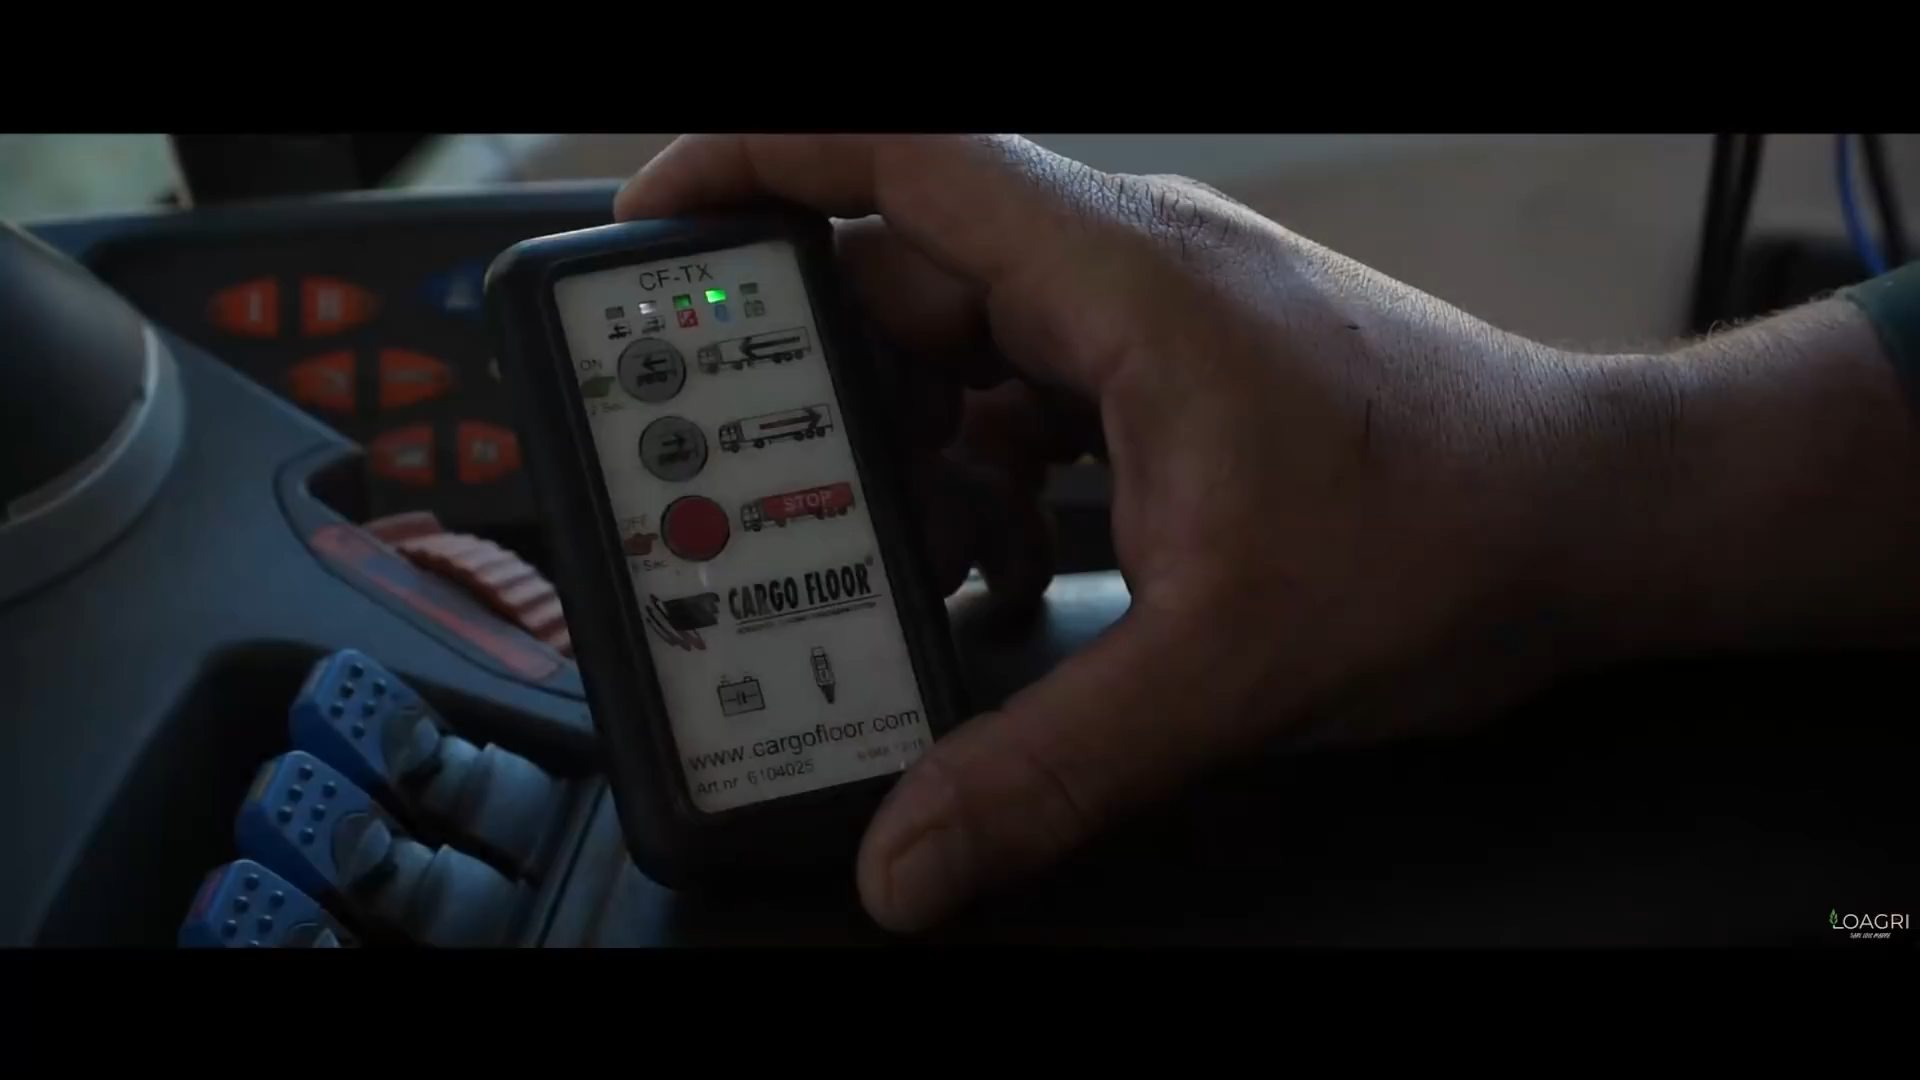 CF-TX
ON
STOP
CARGO FLOOR®
www.cargofloor.com
Art.nr. 6104025
LOAGRI